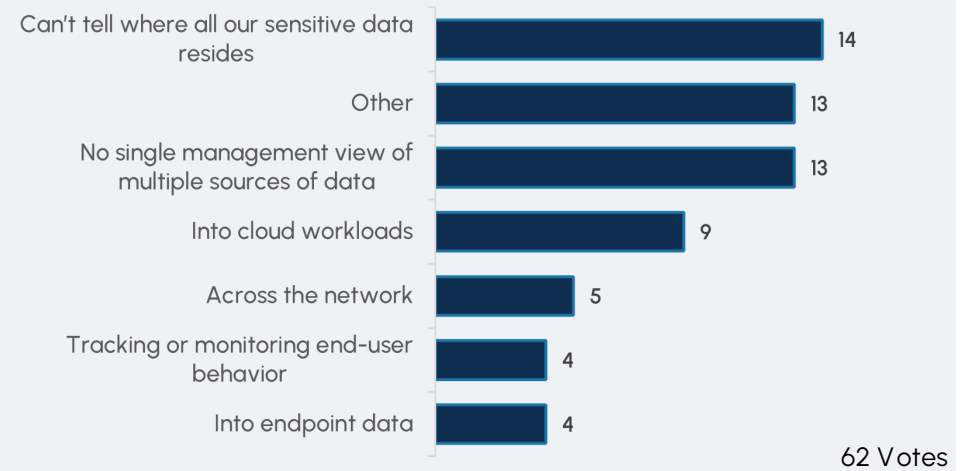 Can't tell where all our sensitive data
resides
14
Other
13
No single management view of
multiple sources of data
13
Into cloud workloads
9
Across the network
5
Tracking or monitoring end-user
behavior
4
Into endpoint data
4
62 Votes